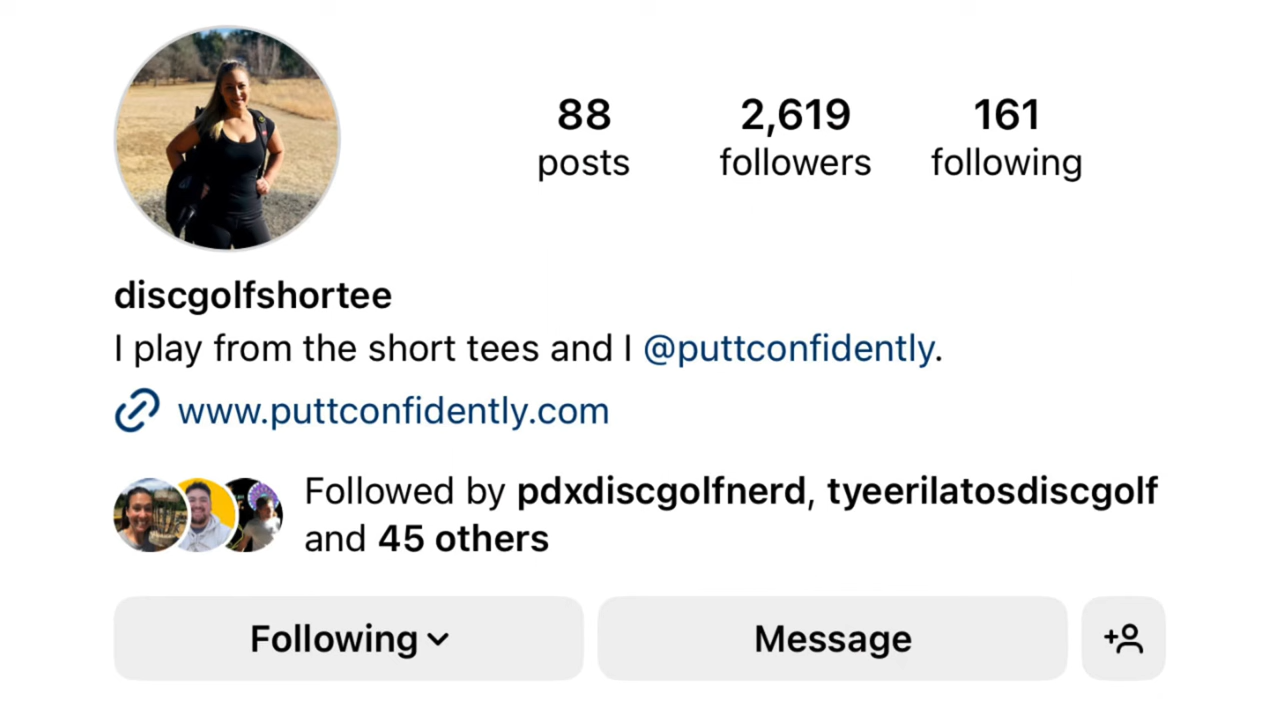 88 2,619 161
posts followers following
discgolfshortee
I play from the short tees and I @puttconfidently.
www.puttconfidently.com
Followed by pdxdiscgolfnerd, tyeerilatosdiscgolf
and 45 others
Following Message